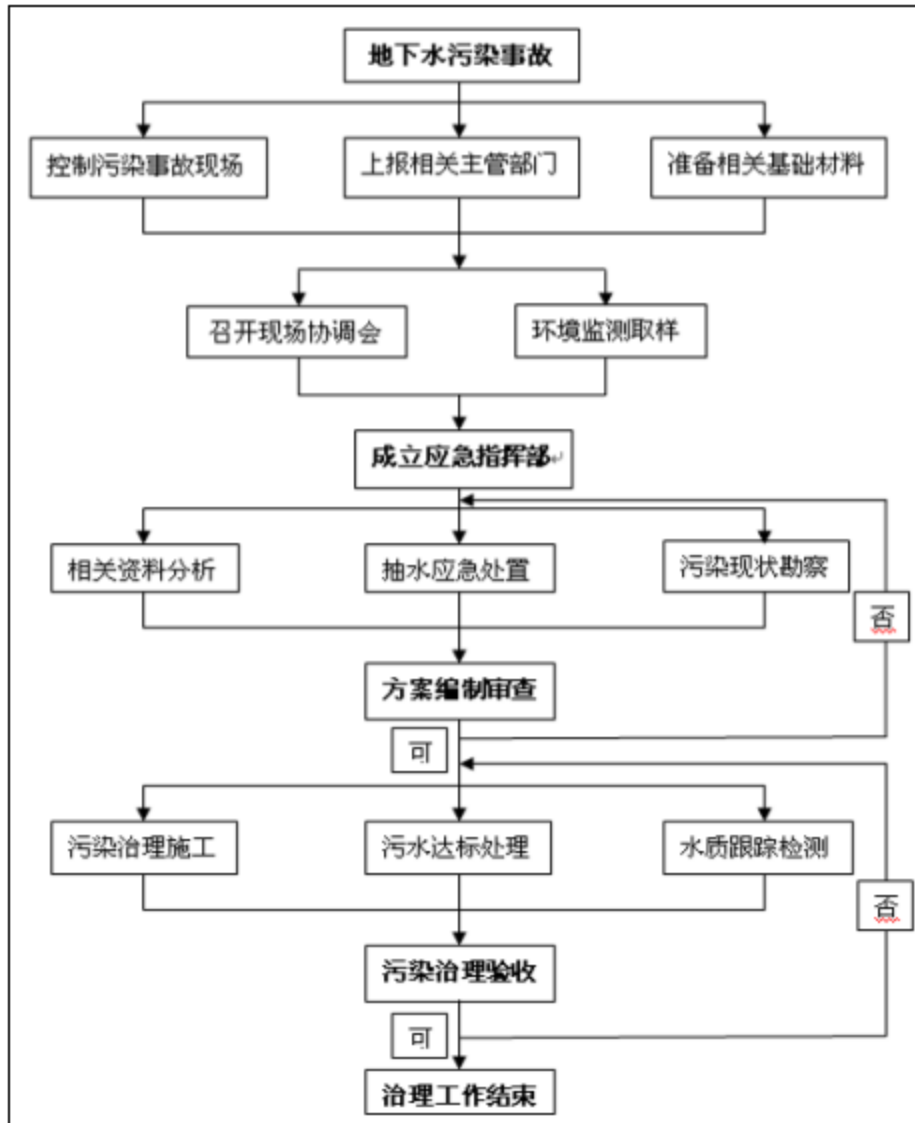 地下水污染事故
控制污染事故现场
上报相关主管部门
准备相关基础材料
召开现场协调会
环境监测取样
成立应急指挥部↵
相关资料分析
抽水应急处置
污染现状勘察
否
方案编制审查
可
污染治理施工
污水达标处理
水质跟踪检测
否
污染治理验收
可
治理工作结束